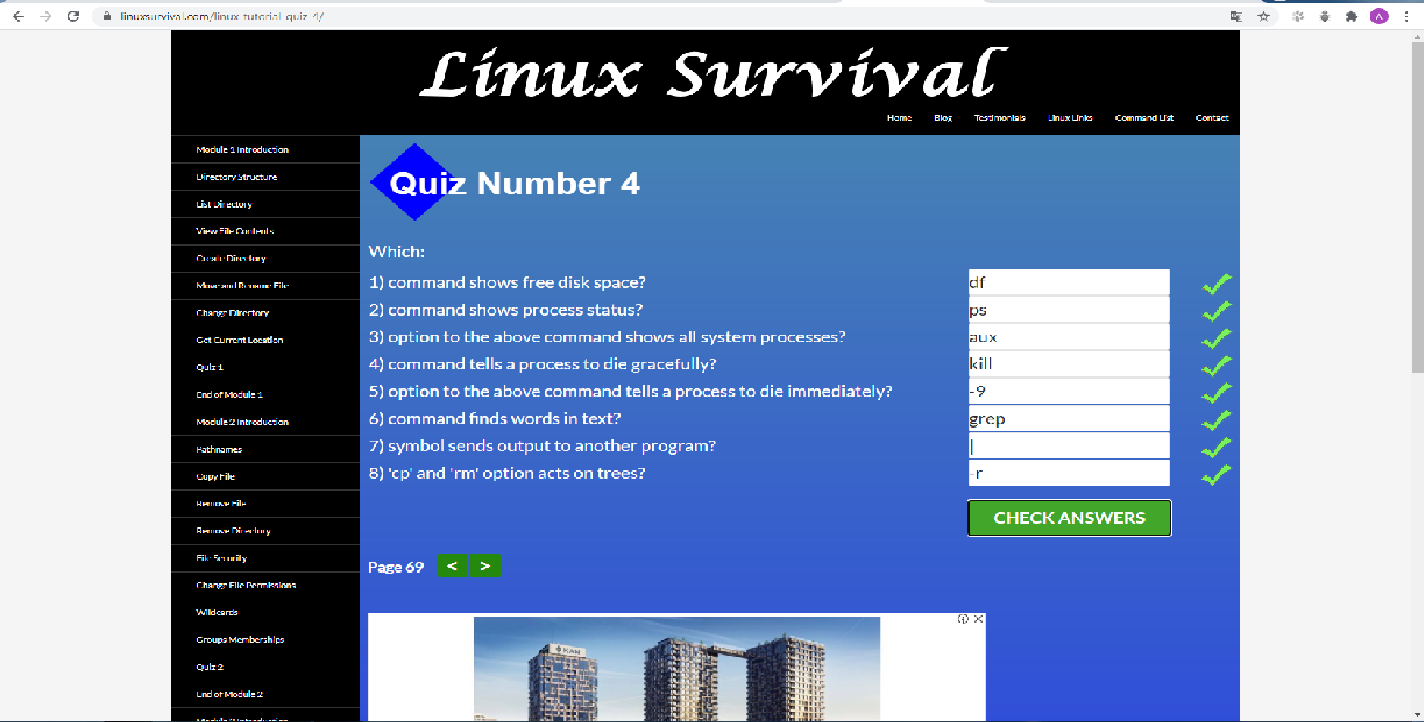 linuxsurvival.com/linux-tutorial-quiz-4/
A
Linux Survival
Home Blog Testimonials Linux Links Command List Contact
Module 1 Introduction
Directory Structure
List Directory
View File Contents
Create Directory
Move and Rename File
Change Directory
Get Current Location
Quiz 1
End of Module 1
Module 2 Introduction
Pathnames
Copy File
Remove File
Remove Directory
File Security
Change File Permissions
Wildcards
Groups Memberships
Quiz 2
End of Module 2
Quiz Number 4
Which:
1) command shows free disk space? df
2) command shows process status? ps
3) option to the above command shows all system processes? aux
4) command tells a process to die gracefully? kill
5) option to the above command tells a process to die immediately? -9
6) command finds words in text? grep
7) symbol sends output to another program? |
8) 'cp' and 'rm' option acts on trees? -r
CHECK ANSWERS
Page 69 < >
KAN